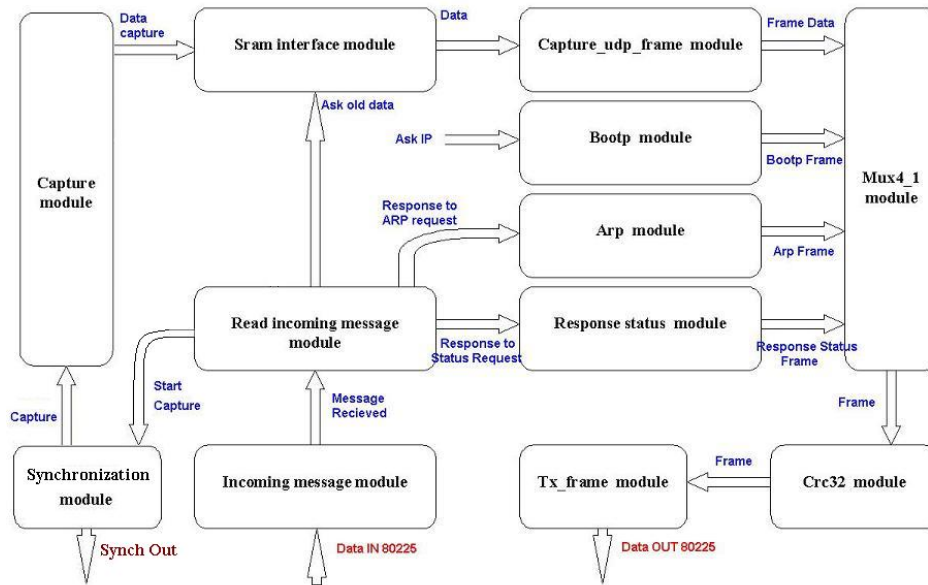 Data
capture
Data
Frame Data
Sram interface module
Capture_udp_frame module
Ask old data
Ask IP
Bootp module
Bootp Frame
Capture
module
Mux4_1
module
Response to
ARP request
Arp module
Arp Frame
Read incoming message
module
Response status module
Response to
Status Request
Response Status
Frame
Start
Capture
Capture
Message
Recieved
Frame
Synchronization
module
Incoming message module
Tx_frame module
Frame
Crc32 module
Synch Out
Data IN 80225
Data OUT 80225